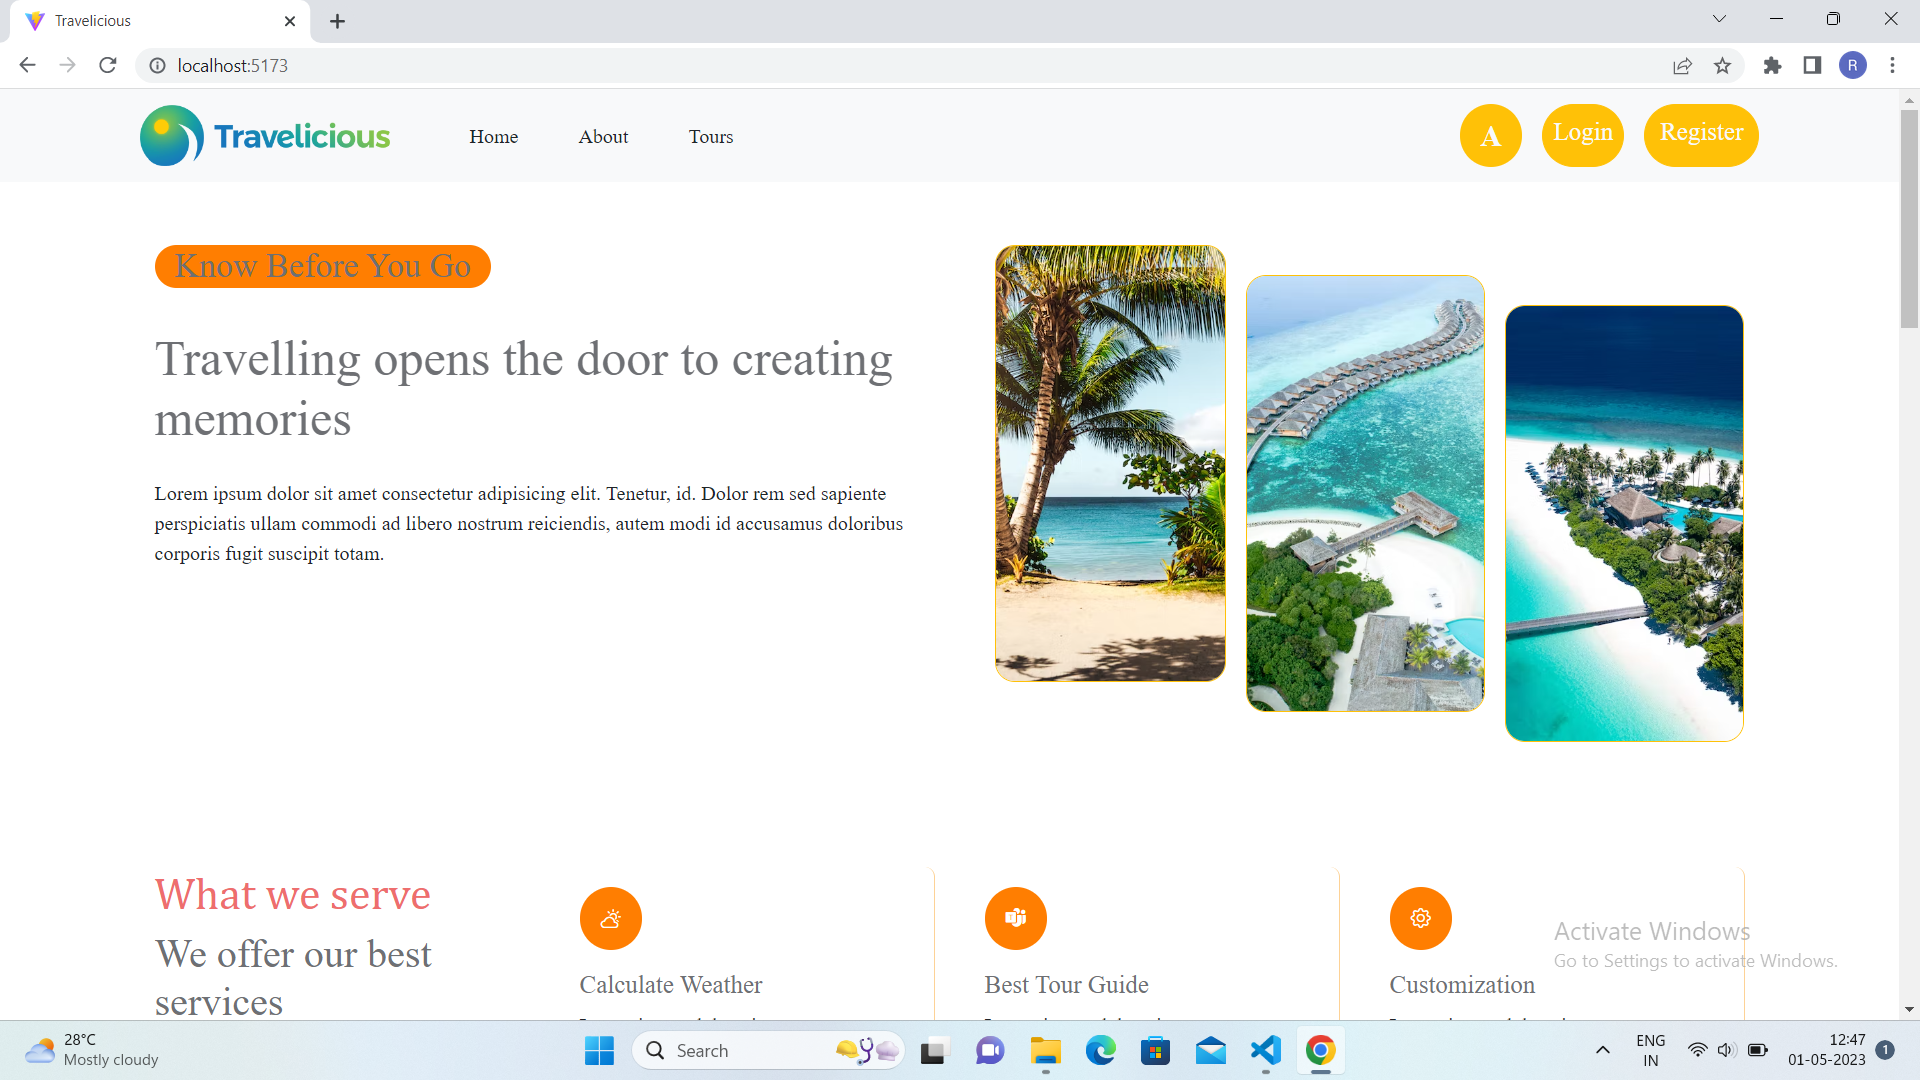 Travelicious
localhost:5173
R
Travelicious
Home
About
Tours
A
Login
Register
Know Before You Go
Travelling opens the door to creating
memories
Lorem ipsum dolor sit amet consectetur adipisicing elit. Tenetur, id. Dolor rem sed sapiente
perspiciatis ullam commodi ad libero nostrum reiciendis, autem modi id accusamus doloribus
corporis fugit suscipit totam.
What we serve
We offer our best
services
Calculate Weather
Best Tour Guide
Customization
Activate Windows
Go to Settings to activate Windows.
28°C
Mostly cloudy
Search
ENG
IN
12:47
01-05-2023
1